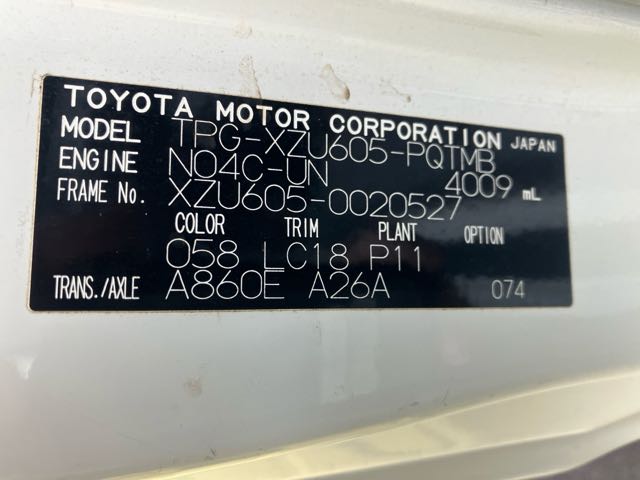 TOYOTA MOTOR CORPORATION JAPAN
MODEL TPG-XZU605-PQTMB
ENGINE N04C-UN 4009 mL
FRAME No. XZU605-0020527
COLOR TRIM PLANT OPTION
058 LC18 P11
TRANS./AXLE A860E A26A 074